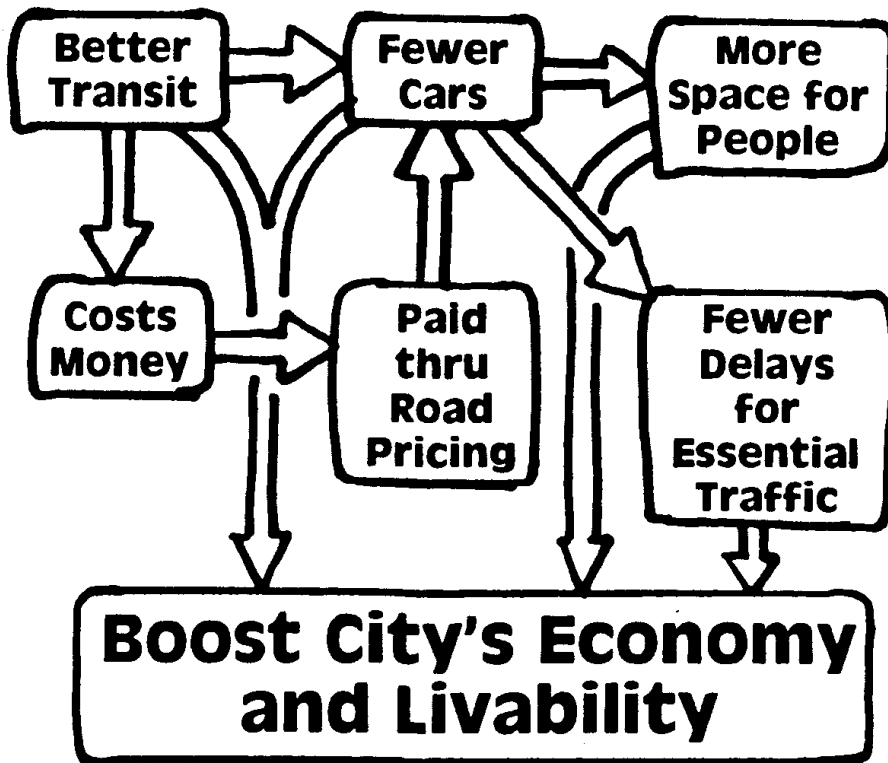 Better
Transit
Fewer
Cars
More
Space for
People
Costs
Money
Paid
thru
Road
Pricing
Fewer
Delays
for
Essential
Traffic
Boost City's Economy
and Livability